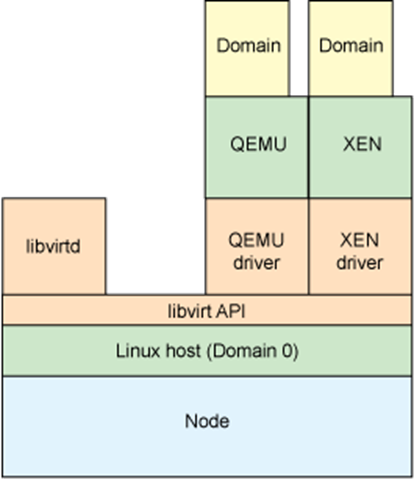 Domain
Domain
QEMU
XEN
libvirtd
QEMU
driver
XEN
driver
libvirt API
Linux host (Domain 0)
Node